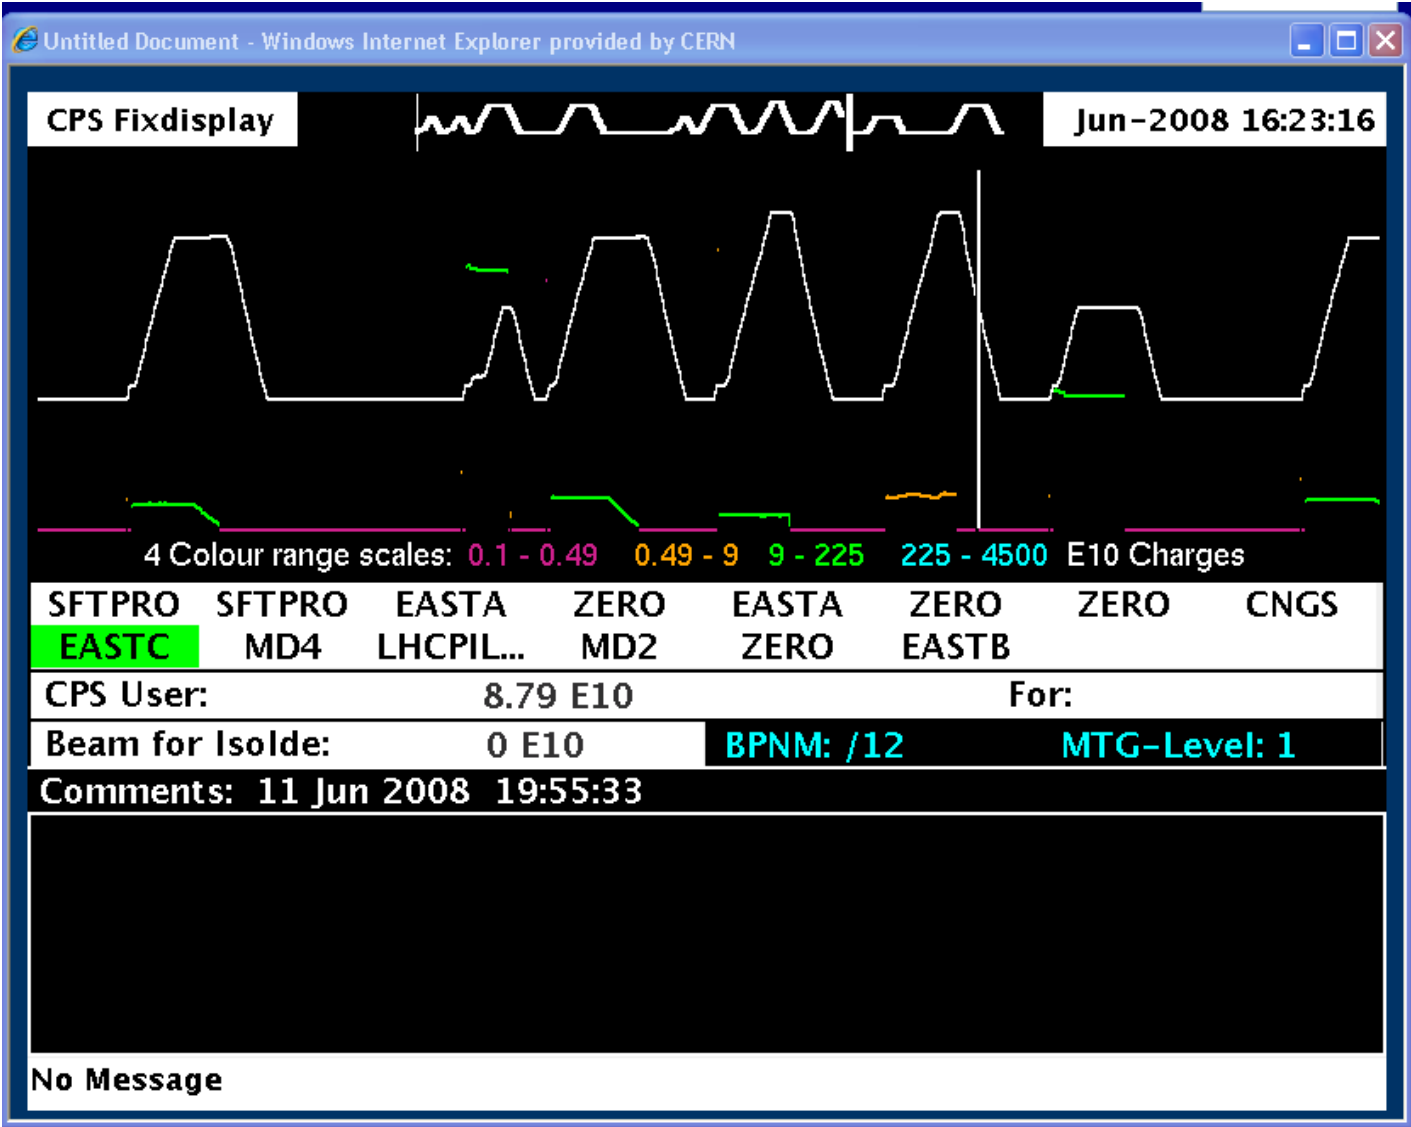 Untitled Document - Windows Internet Explorer provided by CERN
CPS Fixdisplay Jun-2008 16:23:16
4 Colour range scales: 0.1 - 0.49 0.49 - 9 9 - 225 225 - 4500 E10 Charges
SFTPRO SFTPRO EASTA ZERO EASTA ZERO ZERO CNGS
EASTC MD4 LHCPIL... MD2 ZERO EASTB
CPS User: 8.79 E10 For:
Beam for Isolde: 0 E10 BPNM: /12 MTG-Level: 1
Comments: 11 Jun 2008 19:55:33
No Message